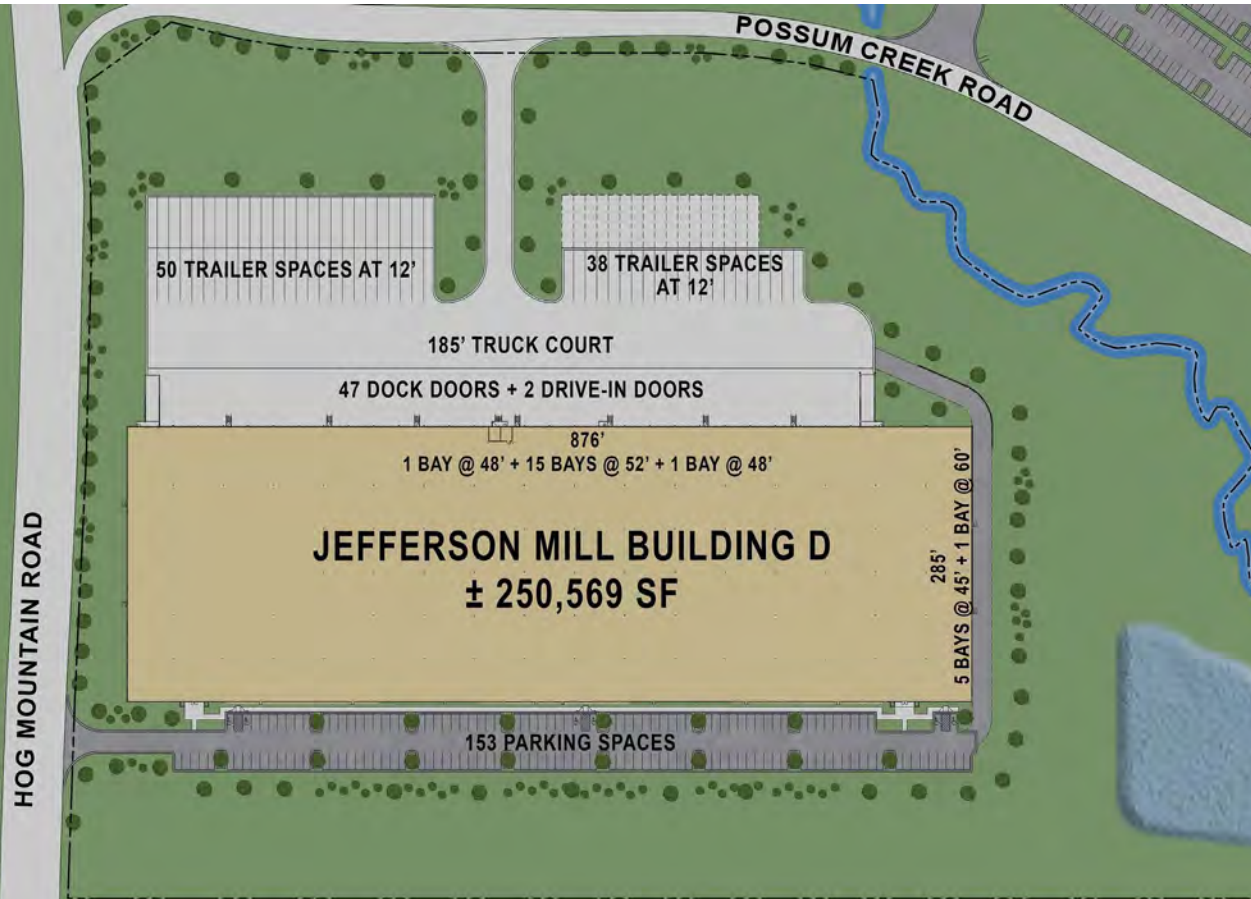 POSSUM CREEK ROAD
50 TRAILER SPACES AT 12'
38 TRAILER SPACES
AT 12'
185' TRUCK COURT
47 DOCK DOORS + 2 DRIVE-IN DOORS
876'
1 BAY @ 48' + 15 BAYS @ 52' + 1 BAY @ 48'
JEFFERSON MILL BUILDING D
± 250,569 SF
285'
5 BAYS @ 45' + 1 BAY @ 60'
HOG MOUNTAIN ROAD
153 PARKING SPACES